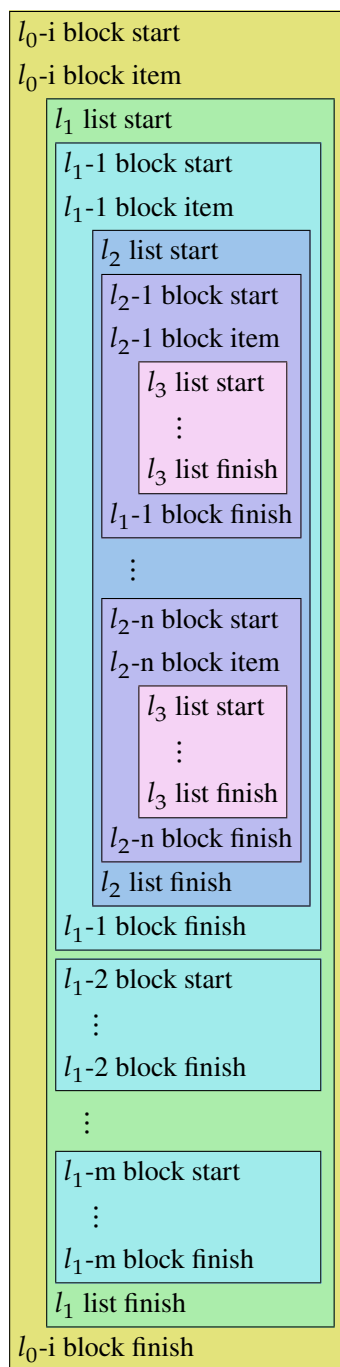 l₀-i block start
l₀-i block item
l₁ list start
l₁-1 block start
l₁-1 block item
l₂ list start
l₂-1 block start
l₂-1 block item
l₃ list start
⋮
l₃ list finish
l₁-1 block finish
⋮
l₂-n block start
l₂-n block item
l₃ list start
⋮
l₃ list finish
l₂-n block finish
l₂ list finish
l₁-1 block finish
l₁-2 block start
⋮
l₁-2 block finish
⋮
l₁-m block start
⋮
l₁-m block finish
l₁ list finish
l₀-i block finish